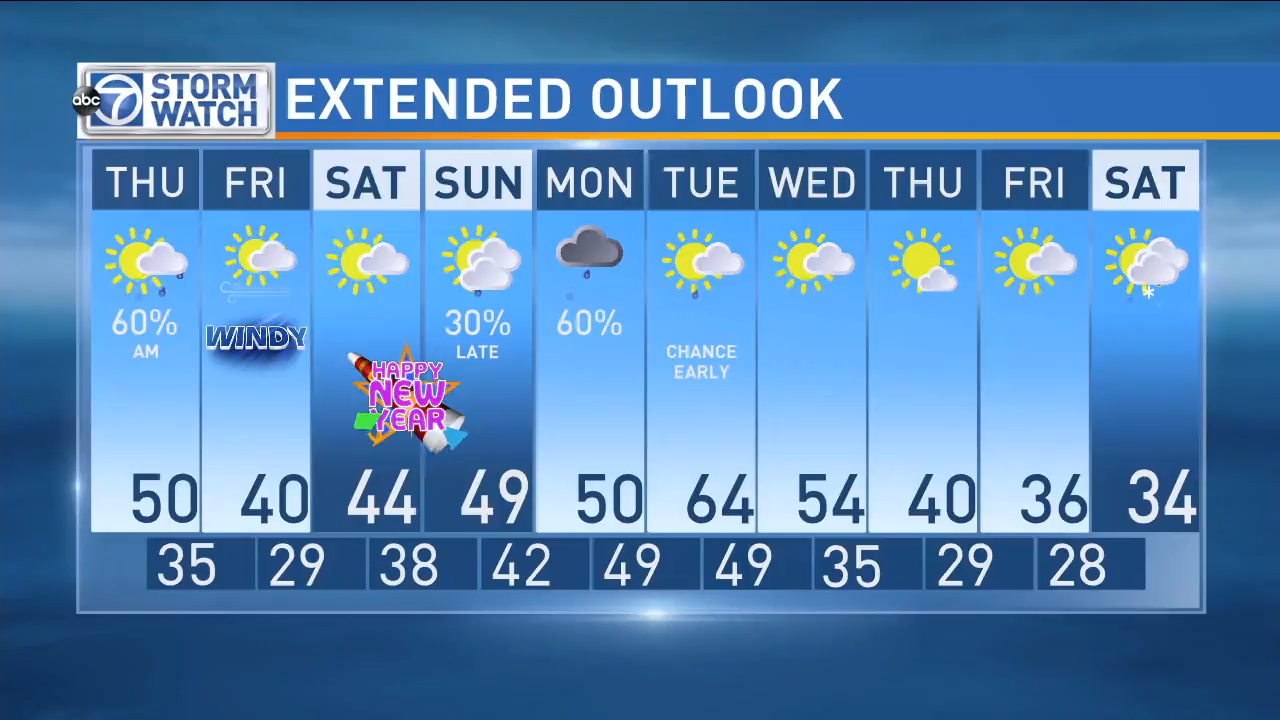 abc 7 STORM WATCH
EXTENDED OUTLOOK
THU FRI SAT SUN MON TUE WED THU FRI SAT
60% 30% 60%
AM WINDY LATE CHANCE
EARLY
HAPPY
NEW
YEAR
50 40 44 49 50 64 54 40 36 34
35 29 38 42 49 49 35 29 28